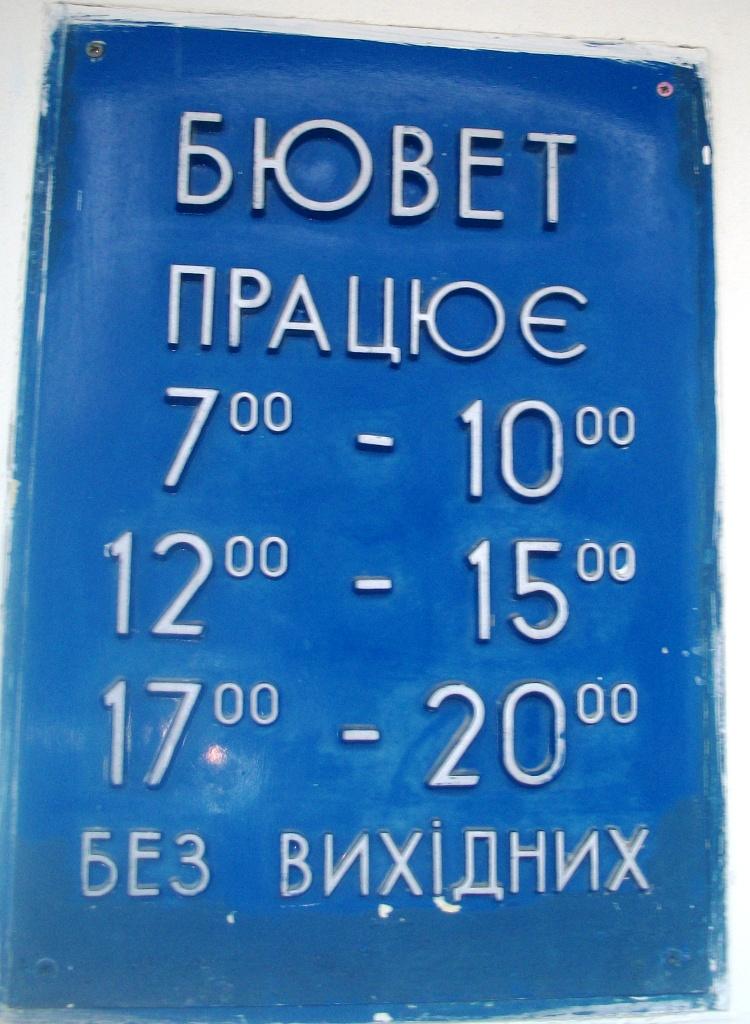 БЮВЕТ
ПРАЦЮЄ
7⁰⁰ - 10⁰⁰
12⁰⁰ - 15⁰⁰
17⁰⁰ - 20⁰⁰
БЕЗ ВИХіДНИХ